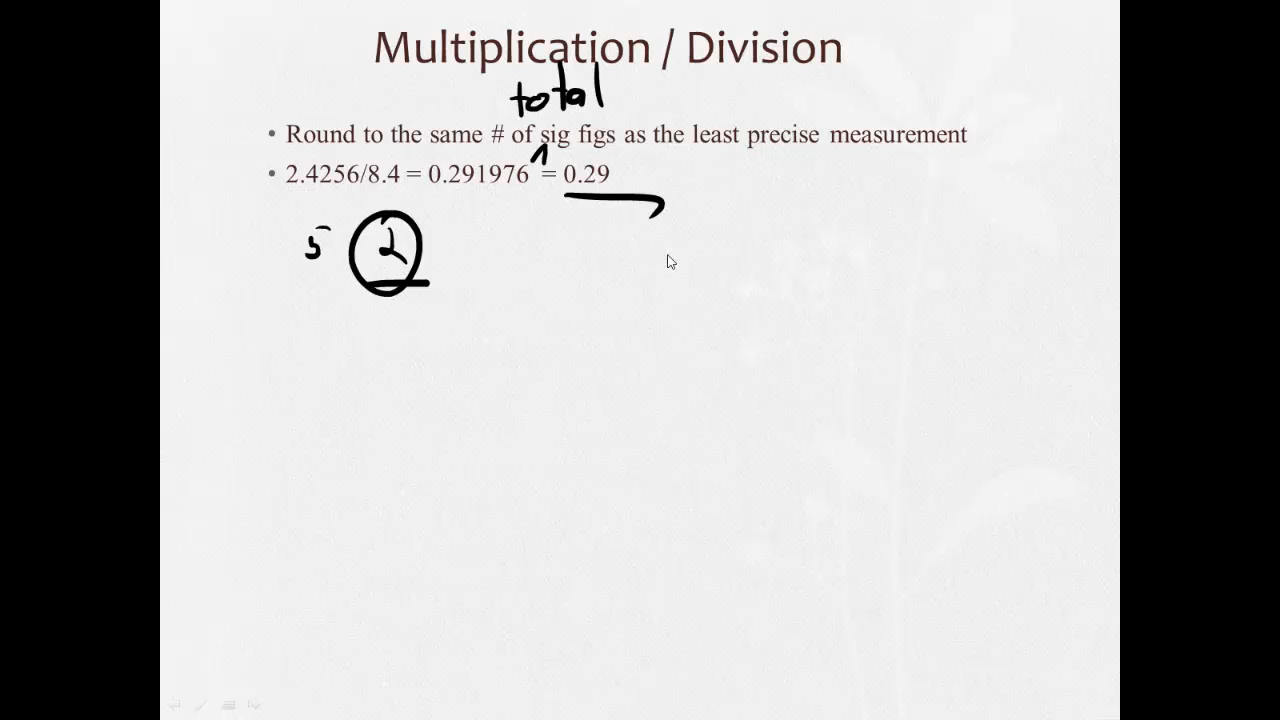 Multiplication / Division
total
• Round to the same # of sig figs as the least precise measurement
• 2.4256/8.4 = 0.291976 = 0.29
5 2